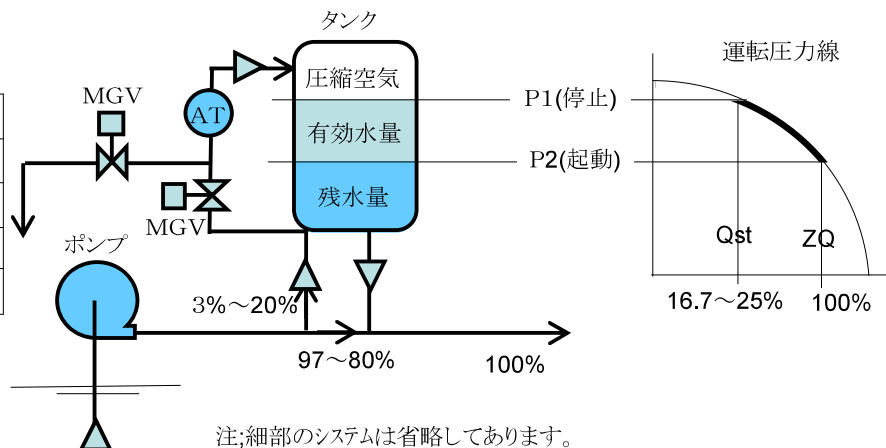 タンク
運転圧力線
圧縮空気
MGV
AT
P1(停止)
有効水量
P2(起動)
残水量
MGV
ポンプ
Qst
ZQ
3%～20%
16.7～25%
100%
97～80%
100%
注;細部のシステムは省略してあります。